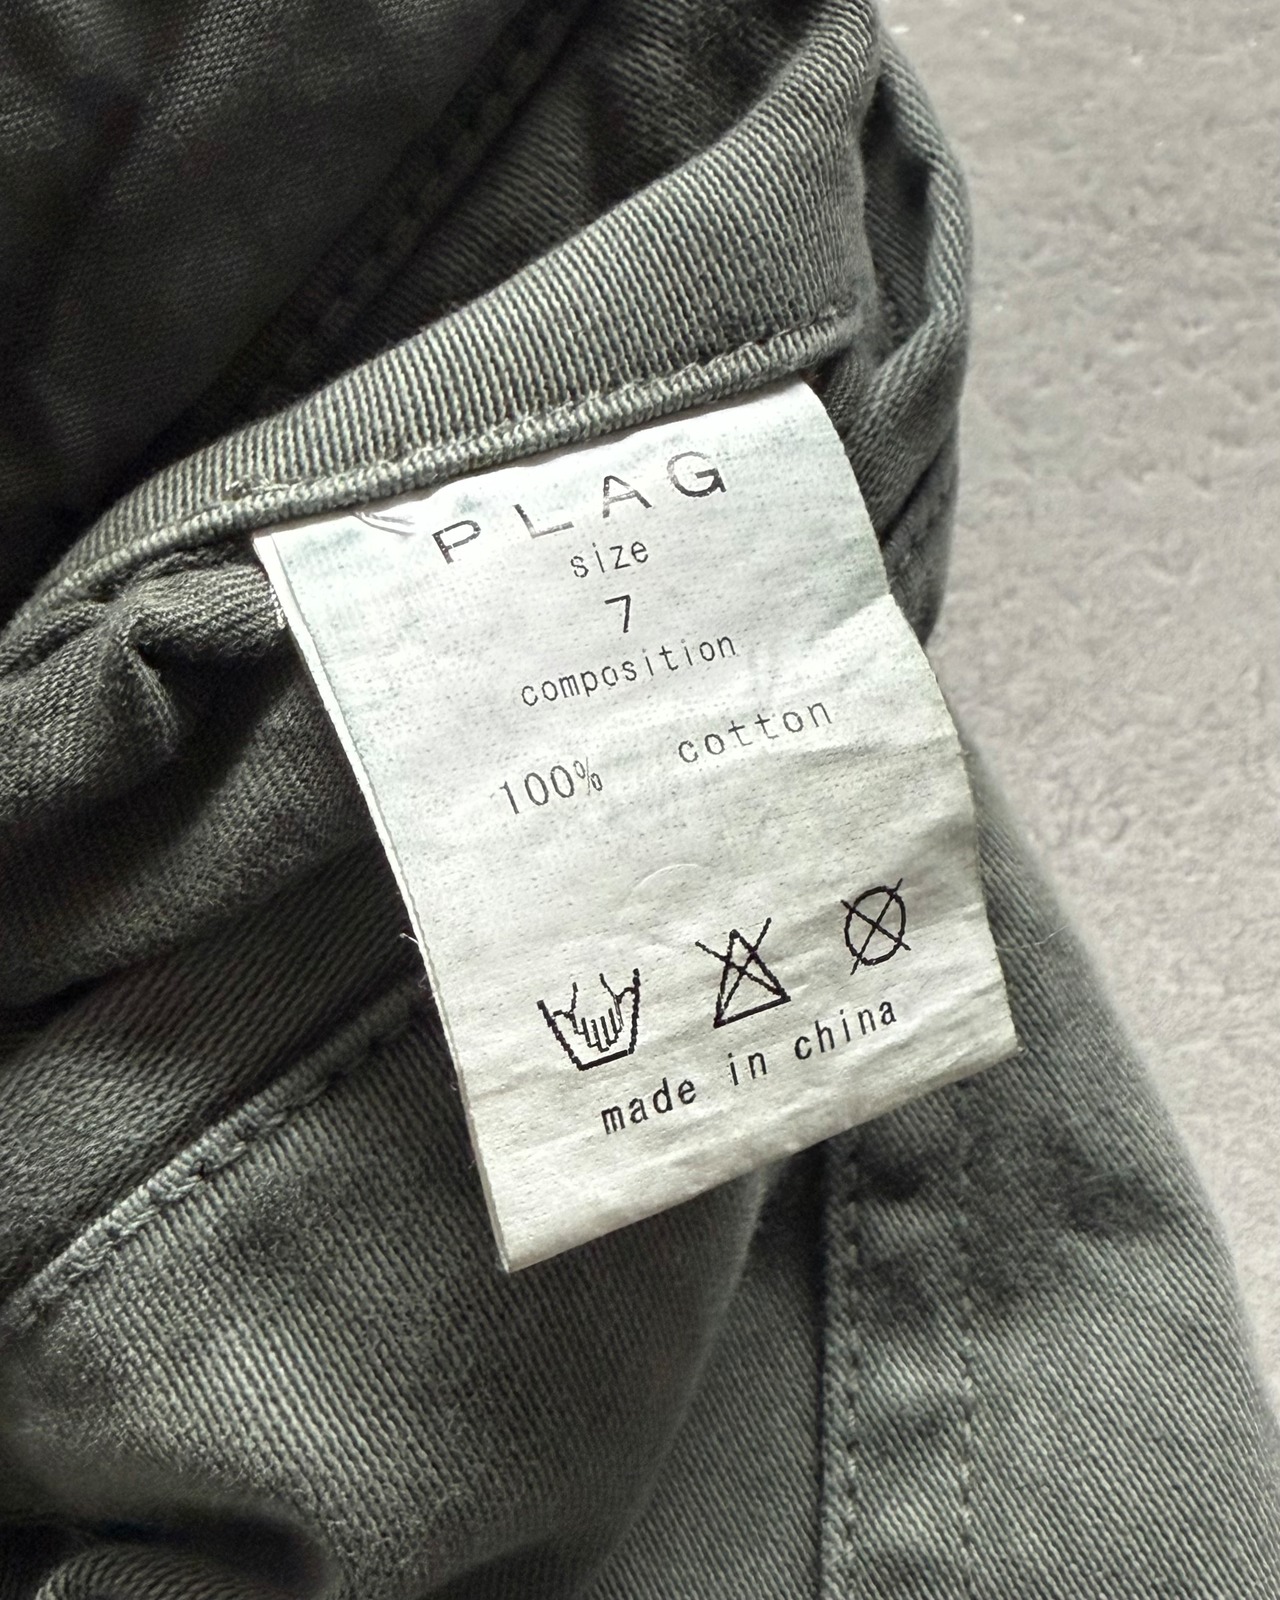 PLAG
size
7
composition
100% cotton
made in china